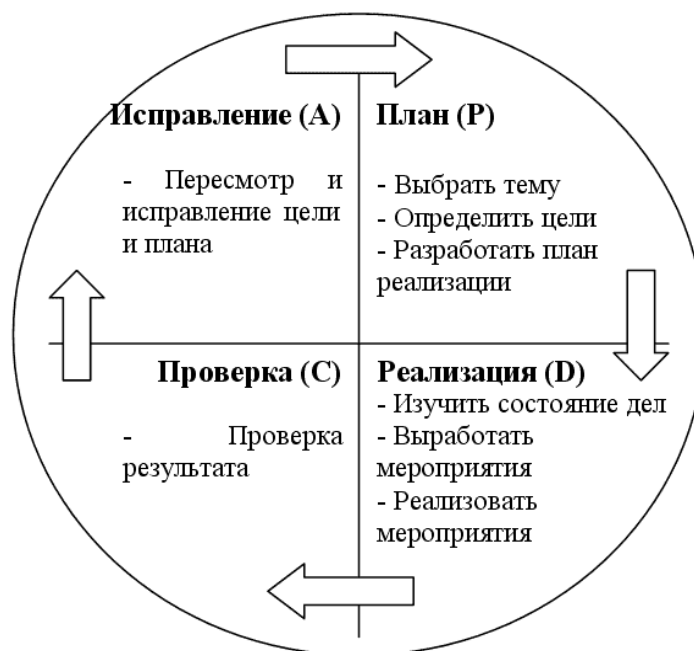 Исправление (A)
- Пересмотр и
исправление цели
и плана
План (P)
- Выбрать тему
- Определить цели
- Разработать план
реализации
Проверка (C)
- Проверка
результата
Реализация (D)
- Изучить состояние дел
- Выработать
мероприятия
- Реализовать
мероприятия